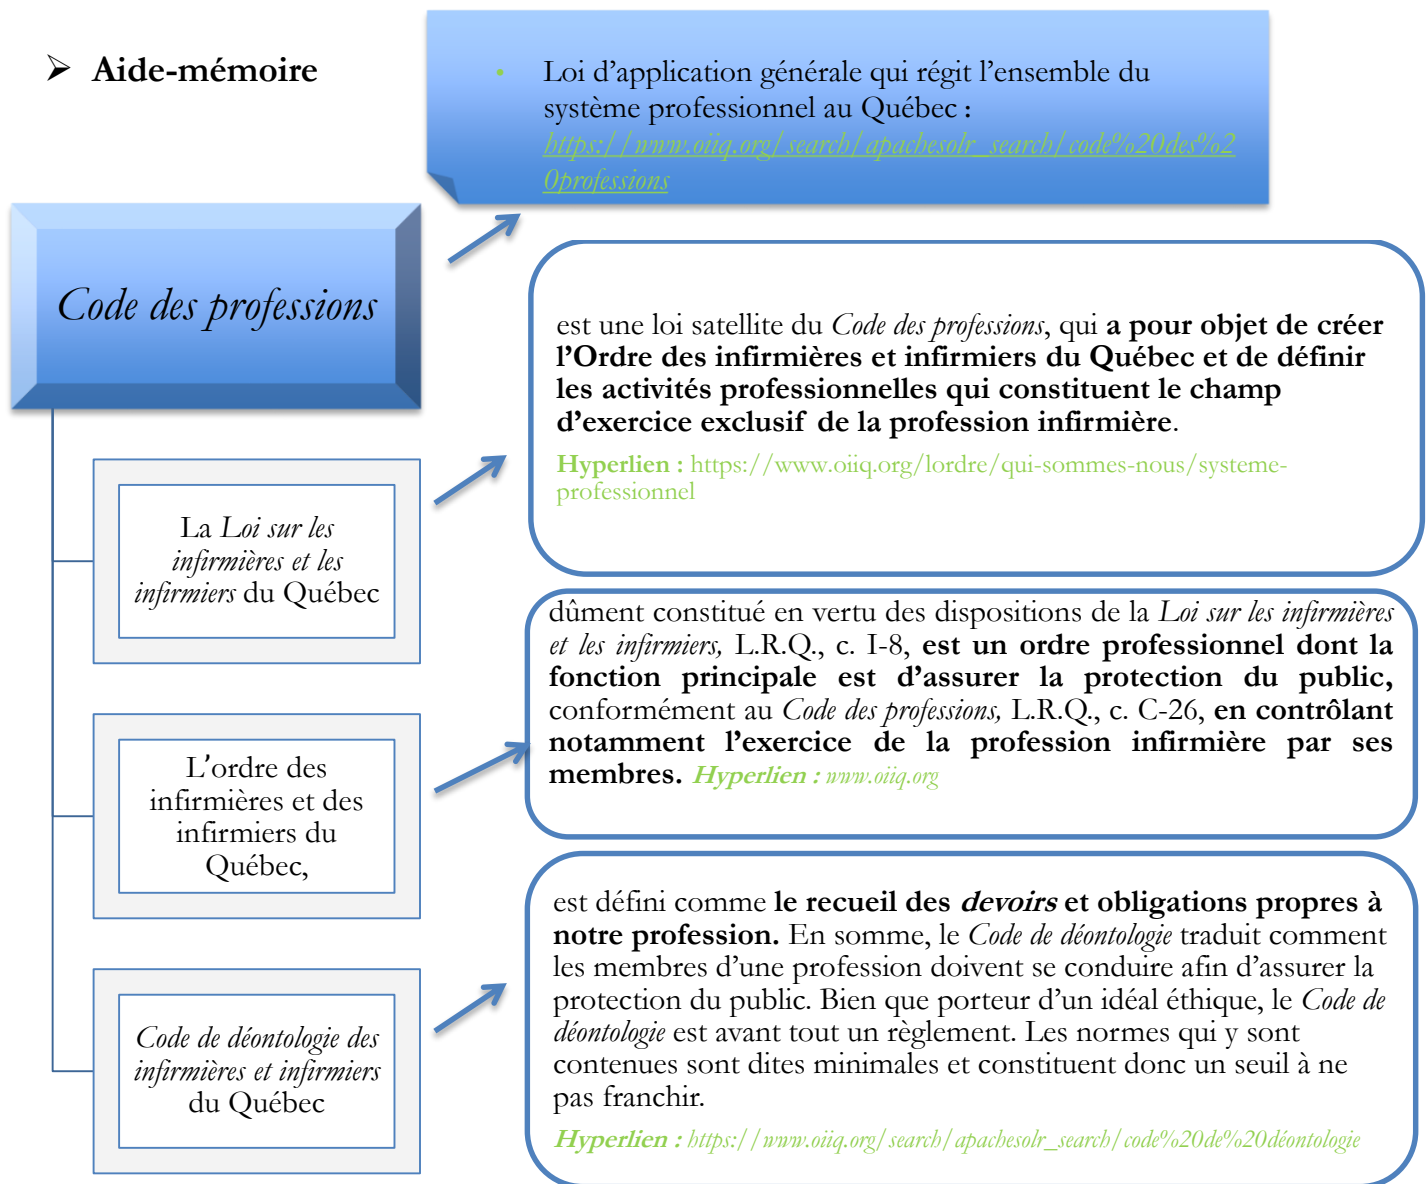 ➢ Aide-mémoire
• Loi d’application générale qui régit l’ensemble du
système professionnel au Québec :
https://www.oiiq.org/search/apachesolr_search/code%20des%2
0professions
Code des professions
est une loi satellite du Code des professions, qui a pour objet de créer
l’Ordre des infirmières et infirmiers du Québec et de définir
les activités professionnelles qui constituent le champ
d’exercice exclusif de la profession infirmière.
Hyperlien : https://www.oiiq.org/lordre/qui-sommes-nous/systeme-
professionnel
La Loi sur les
infirmières et les
infirmiers du Québec
dûment constitué en vertu des dispositions de la Loi sur les infirmières
et les infirmiers, L.R.Q., c. I-8, est un ordre professionnel dont la
fonction principale est d’assurer la protection du public,
conformément au Code des professions, L.R.Q., c. C-26, en contrôlant
notamment l’exercice de la profession infirmière par ses
membres. Hyperlien : www.oiiq.org
L’ordre des
infirmières et des
infirmiers du
Québec,
est défini comme le recueil des devoirs et obligations propres à
notre profession. En somme, le Code de déontologie traduit comment
les membres d’une profession doivent se conduire afin d’assurer la
protection du public. Bien que porteur d’un idéal éthique, le Code de
déontologie est avant tout un règlement. Les normes qui y sont
contenues sont dites minimales et constituent donc un seuil à ne
pas franchir.
Hyperlien : https://www.oiiq.org/search/apachesolr_search/code%20de%20déontologie
Code de déontologie des
infirmières et infirmiers
du Québec